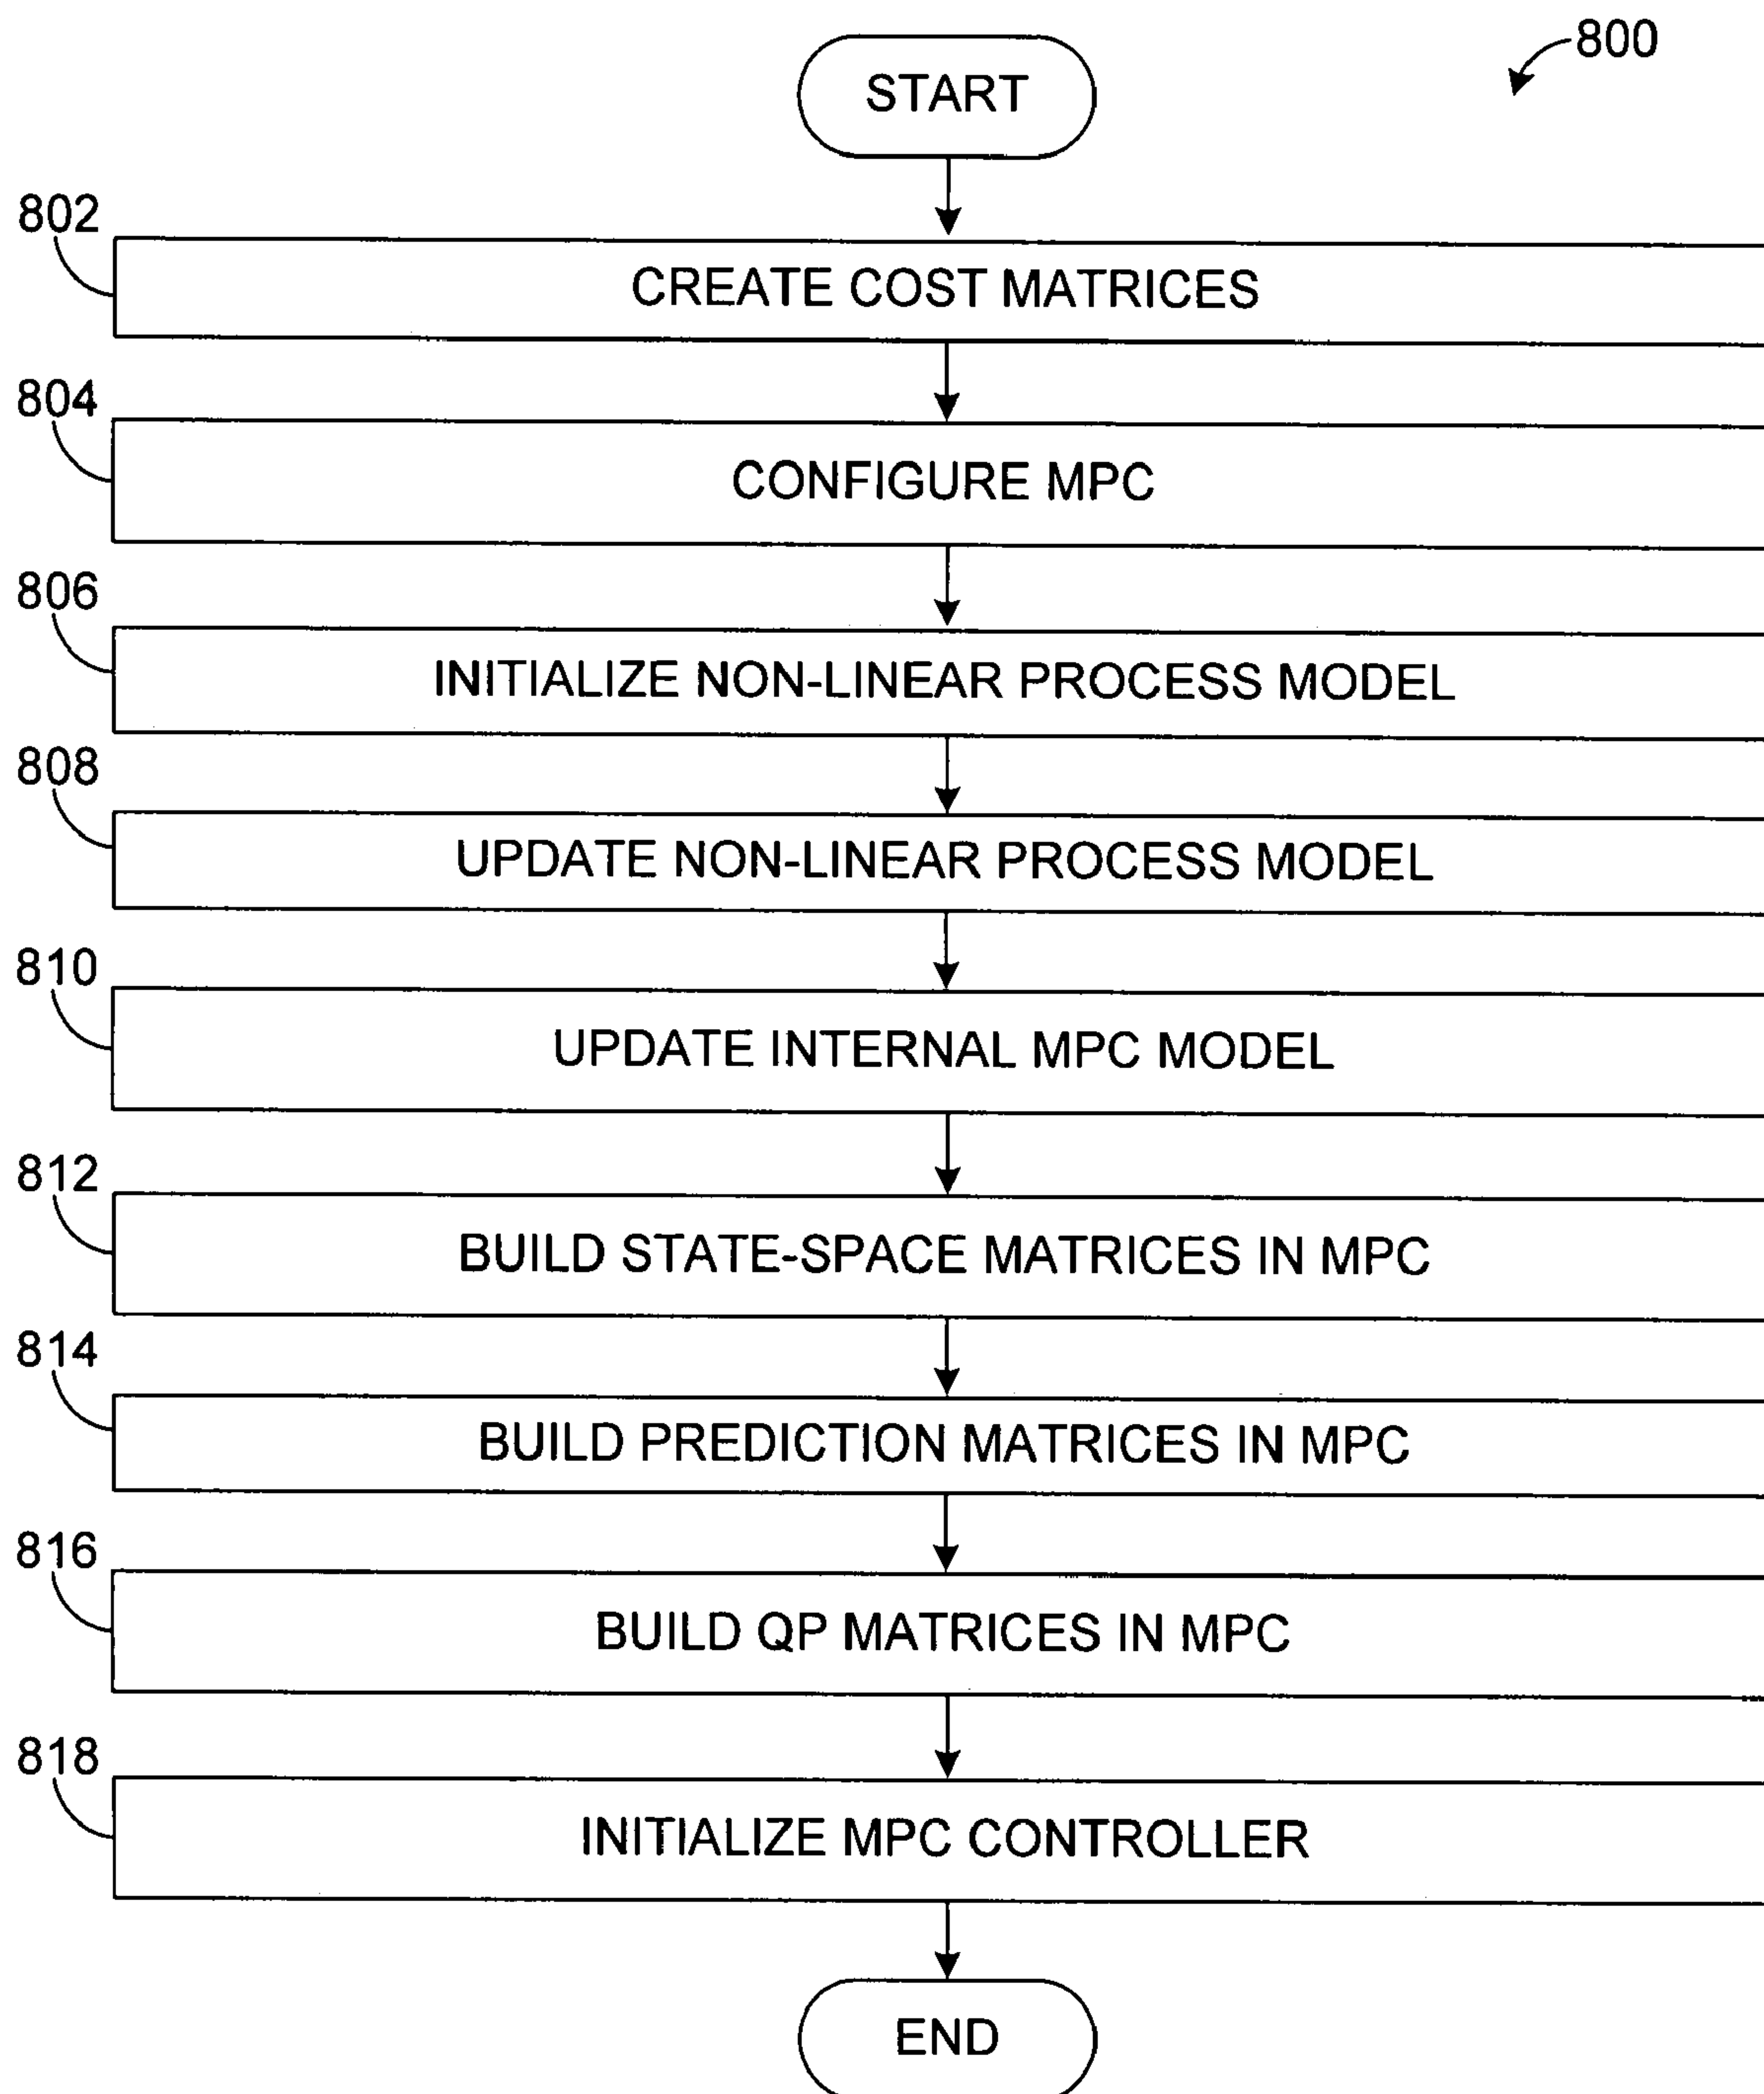 800
START
802
CREATE COST MATRICES
804
CONFIGURE MPC
806
INITIALIZE NON-LINEAR PROCESS MODEL
808
UPDATE NON-LINEAR PROCESS MODEL
810
UPDATE INTERNAL MPC MODEL
812
BUILD STATE-SPACE MATRICES IN MPC
814
BUILD PREDICTION MATRICES IN MPC
816
BUILD QP MATRICES IN MPC
818
INITIALIZE MPC CONTROLLER
END